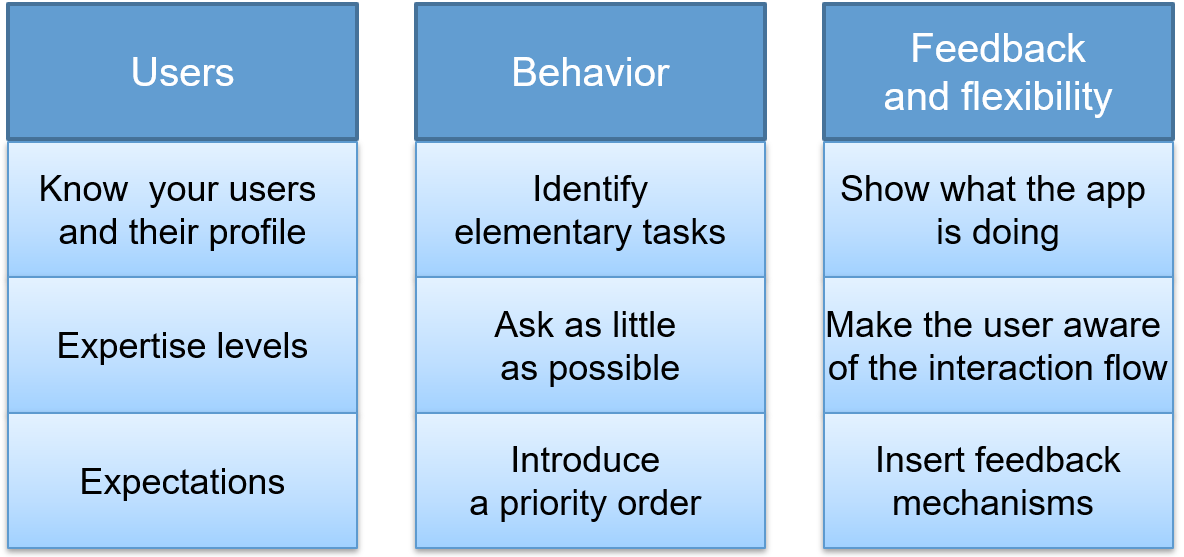 Users
Know  your users
and their profile
Expertise levels
Expectations
Behavior
Identify
elementary tasks
Ask as little
as possible
Introduce
a priority order
Feedback
and flexibility
Show what the app
is doing
Make the user aware
of the interaction flow
Insert feedback
mechanisms